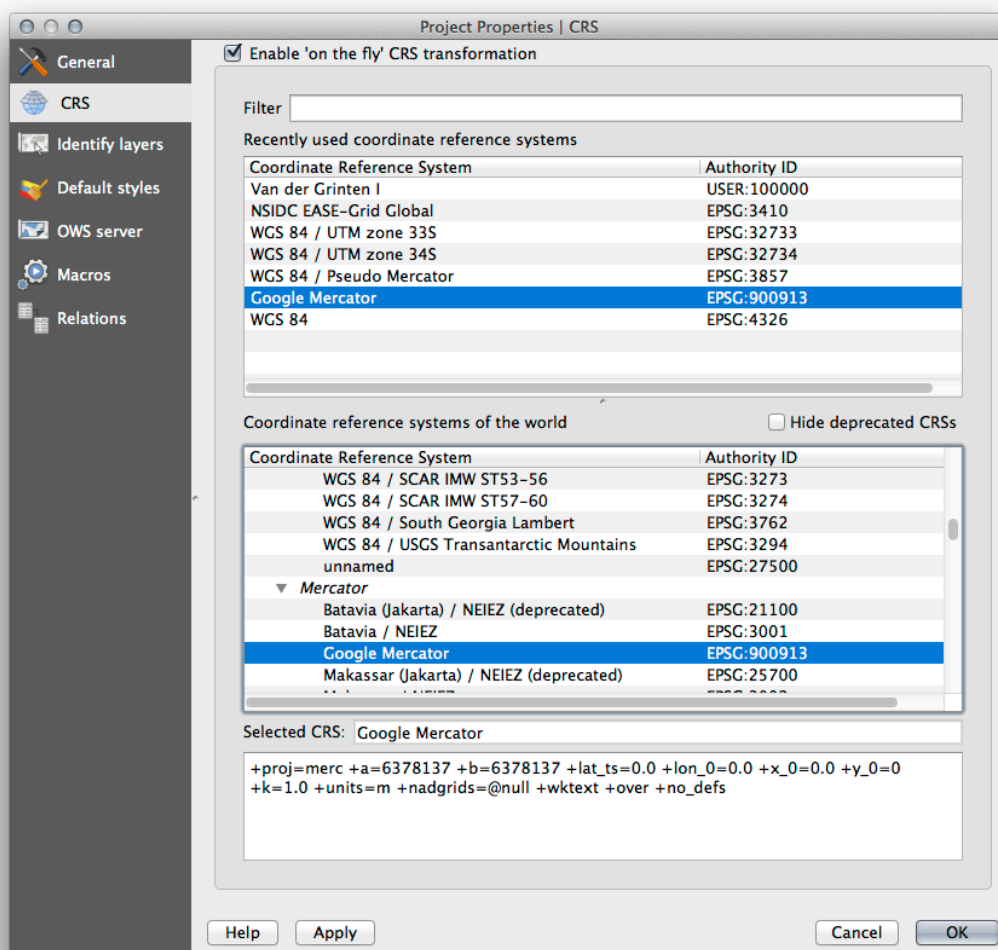 Project Properties | CRS
General
CRS
Identify layers
Default styles
OWS server
Macros
Relations
Enable 'on the fly' CRS transformation
Filter
Recently used coordinate reference systems
Coordinate Reference System Authority ID
Van der Grinten I USER:100000
NSIDC EASE-Grid Global EPSG:3410
WGS 84 / UTM zone 33S EPSG:32733
WGS 84 / UTM zone 34S EPSG:32734
WGS 84 / Pseudo Mercator EPSG:3857
Google Mercator EPSG:900913
WGS 84 EPSG:4326
Coordinate reference systems of the world Hide deprecated CRSs
Coordinate Reference System Authority ID
WGS 84 / SCAR IMW ST53-56 EPSG:3273
WGS 84 / SCAR IMW ST57-60 EPSG:3274
WGS 84 / South Georgia Lambert EPSG:3762
WGS 84 / USGS Transantarctic Mountains EPSG:3294
unnamed EPSG:27500
Mercator
Batavia (Jakarta) / NEIEZ (deprecated) EPSG:21100
Batavia / NEIEZ EPSG:3001
Google Mercator EPSG:900913
Makassar (Jakarta) / NEIEZ (deprecated) EPSG:25700
Selected CRS: Google Mercator
+proj=merc +a=6378137 +b=6378137 +lat_ts=0.0 +lon_0=0.0 +x_0=0.0 +y_0=0
+k=1.0 +units=m +nadgrids=@null +wktext +over +no_defs
Help Apply Cancel OK